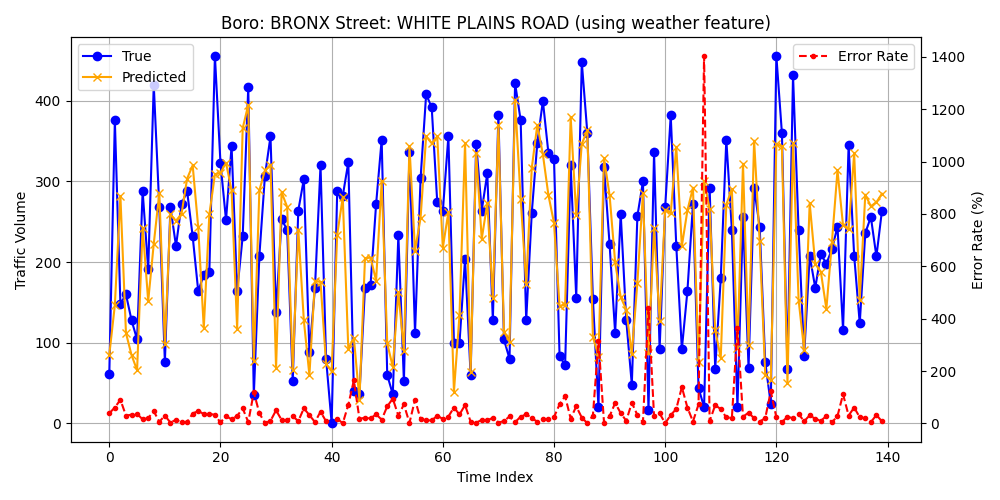 Boro: BRONX Street: WHITE PLAINS ROAD (using weather feature)
True
Predicted
Error Rate
Traffic Volume
400
300
200
100
0
1400
1200
1000
800
600
400
200
0
Error Rate (%)
0 20 40 60 80 100 120 140
Time Index